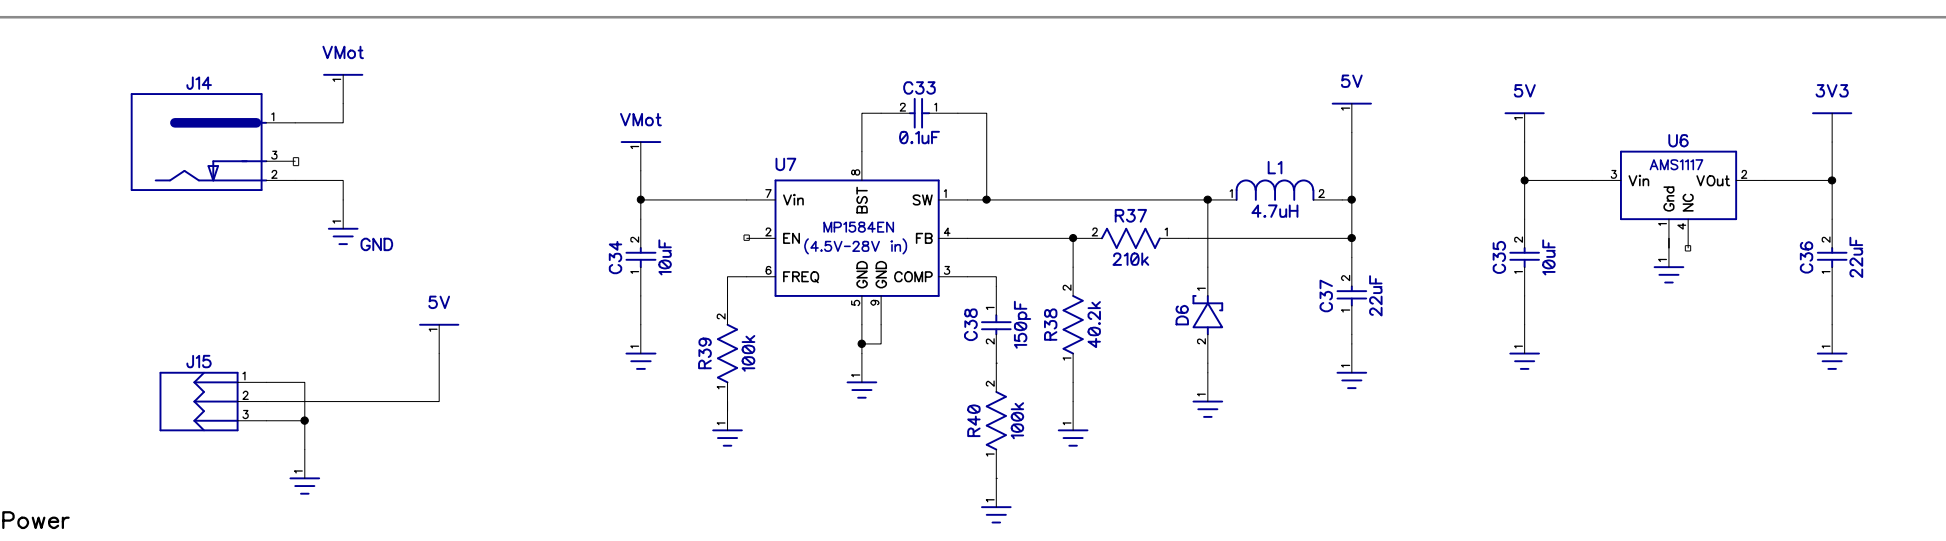 VMot
J14
1
1
3
2
1
GND
5V
1
J15
1
2
3
1
Power
VMot
1
C34
10uF
2
1
1
U7
MP1584EN
(4.5V-28V in)
7
Vin
2
EN
6
FREQ
8
BST
SW
1
FB
4
COMP
3
GND
GND
5
9
1
C33
2
1
0.1uF
R39
100k
2
1
1
C38
150pF
1
2
R40
100k
2
1
1
R37
2
1
210k
R38
40.2k
2
1
1
D6
1
2
1
L1
1
2
4.7uH
5V
1
C37
22uF
2
1
1
5V
1
C35
10uF
2
1
1
U6
AMS1117
3
Vin
VOut
2
Gnd
NC
1
4
1
3V3
1
C36
22uF
2
1
1